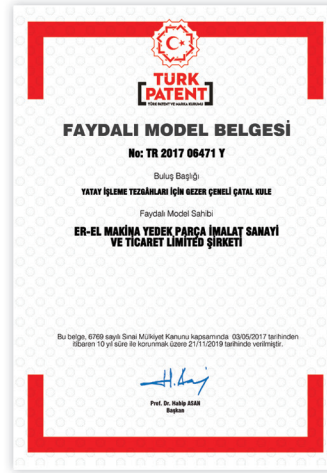 TÜRK
PATENT
TÜRK PATENT VE MARKA KURUMU
FAYDALI MODEL BELGESİ
No: TR 2017 06471 Y
Buluş Başlığı
YATAY İŞLEME TEZGÂHLARI İÇİN GEZER ÇENELİ ÇATAL KULE
Faydalı Model Sahibi
ER-EL MAKİNA YEDEK PARÇA İMALAT SANAYİ
VE TİCARET LİMİTED ŞİRKETİ
Bu belge, 6769 sayılı Sınai Mülkiyet Kanunu kapsamında 03/05/2017 tarihinden
itibaren 10 yıl süre ile korunmak üzere 21/11/2019 tarihinde verilmiştir.
Prof. Dr. Habip ASAN
Başkan